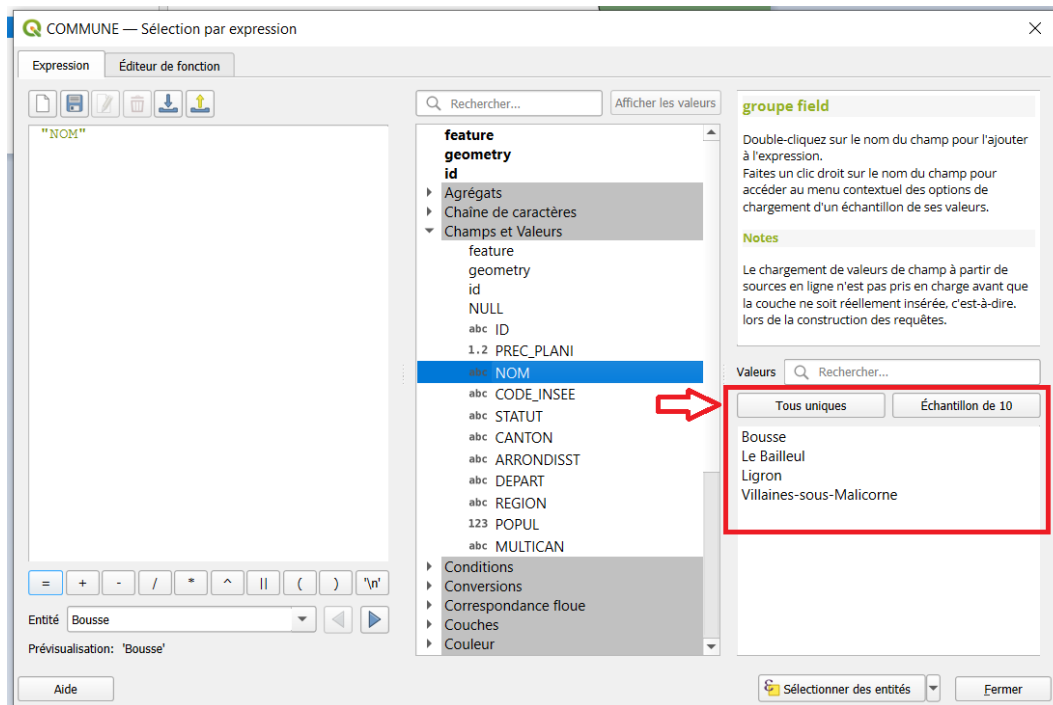 COMMUNE — Sélection par expression
Expression
Éditeur de fonction
"NOM"
= + - / * ^ || ( ) '\n'
Entité Bousse
Prévisualisation: 'Bousse'
Aide
Rechercher...
Afficher les valeurs
feature
geometry
id
Agrégats
Chaîne de caractères
Champs et Valeurs
feature
geometry
id
NULL
abc ID
1.2 PREC_PLANI
abc NOM
abc CODE_INSEE
abc STATUT
abc CANTON
abc ARRONDISST
abc DEPART
abc REGION
123 POPUL
abc MULTICAN
Conditions
Conversions
Correspondance floue
Couches
Couleur
groupe field
Double-cliquez sur le nom du champ pour l'ajouter
à l'expression.
Faites un clic droit sur le nom du champ pour
accéder au menu contextuel des options de
chargement d'un échantillon de ses valeurs.
Notes
Le chargement de valeurs de champ à partir de
sources en ligne n'est pas pris en charge avant que
la couche ne soit réellement insérée, c'est-à-dire.
lors de la construction des requêtes.
Valeurs Rechercher...
Tous uniques
Échantillon de 10
Bousse
Le Bailleul
Ligron
Villaines-sous-Malicorne
Sélectionner des entités
Fermer